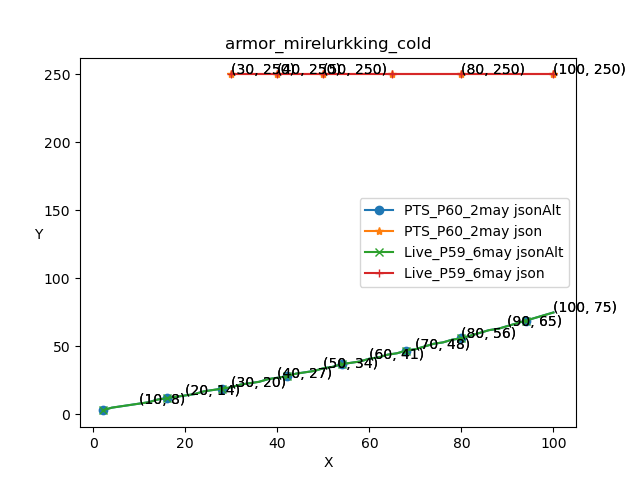 armor_mirelurkking_cold
250
200
150
100
50
0
Y
(30, 250)
(40, 250)
(50, 250)
(80, 250)
(100, 250)
PTS_P60_2may jsonAlt
PTS_P60_2may json
Live_P59_6may jsonAlt
Live_P59_6may json
(100, 75)
(90, 65)
(80, 56)
(70, 48)
(60, 41)
(50, 34)
(40, 27)
(30, 20)
(20, 14)
(10, 8)
0 20 40 60 80 100
X